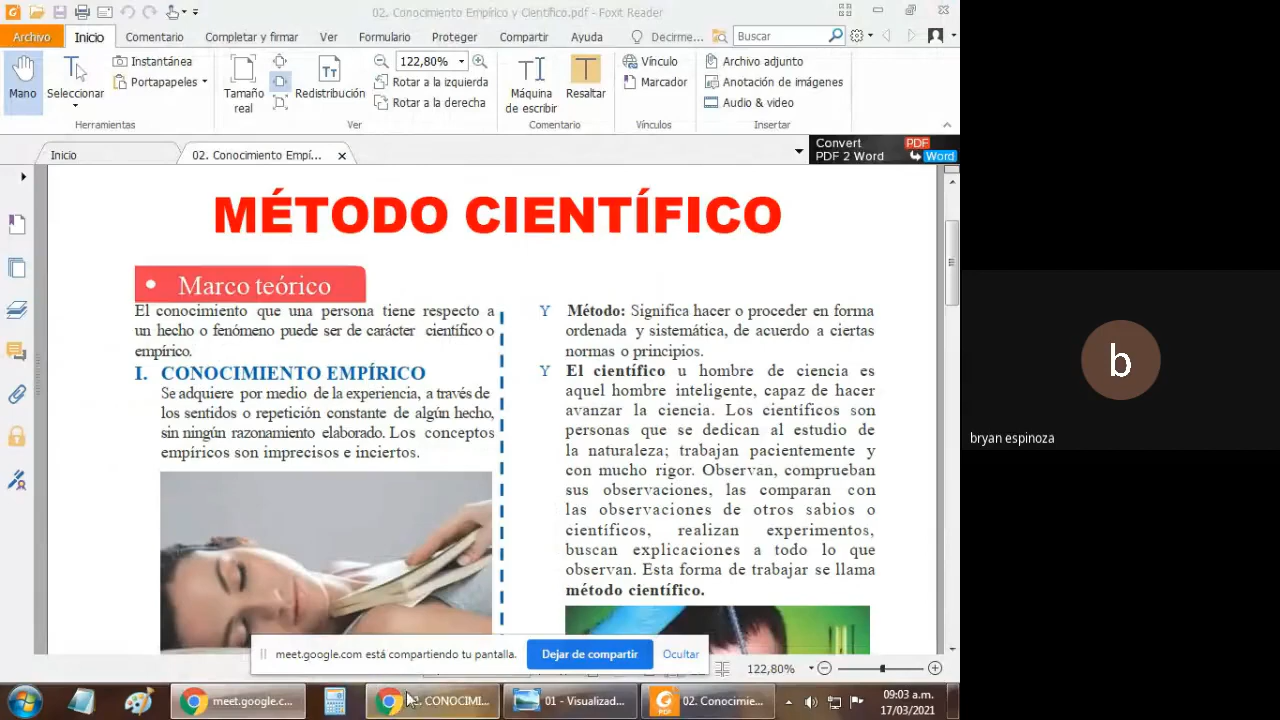 02. Conocimiento Empírico y Científico.pdf - Foxit Reader
Archivo Inicio Comentario Completar y firmar Ver Formulario Proteger Compartir Ayuda Decirme... Buscar
Mano
Seleccionar
Instantánea
Portapapeles
Herramientas
Tamaño
real
Redistribución
122,80%
Rotar a la izquierda
Rotar a la derecha
Ver
Máquina
de escribir
Resaltar
Comentario
Vínculo
Marcador
Vínculos
Archivo adjunto
Anotación de imágenes
Audio & video
Insertar
Inicio
02. Conocimiento Empí...
Convert
PDF 2 Word
PDF
Word
MÉTODO CIENTÍFICO
• Marco teórico
El conocimiento que una persona tiene respecto a
un hecho o fenómeno puede ser de carácter científico o
empírico.
I. CONOCIMIENTO EMPÍRICO
Se adquiere por medio de la experiencia, a través de
los sentidos o repetición constante de algún hecho,
sin ningún razonamiento elaborado. Los conceptos
empíricos son imprecisos e inciertos.
Y Método: Significa hacer o proceder en forma
ordenada y sistemática, de acuerdo a ciertas
normas o principios.
Y El científico u hombre de ciencia es
aquel hombre inteligente, capaz de hacer
avanzar la ciencia. Los científicos son
personas que se dedican al estudio de
la naturaleza; trabajan pacientemente y
con mucho rigor. Observan, comprueban
sus observaciones, las comparan con
las observaciones de otros sabios o
científicos, realizan experimentos,
buscan explicaciones a todo lo que
observan. Esta forma de trabajar se llama
método científico.
b
bryan espinoza
meet.google.com está compartiendo tu pantalla.
Dejar de compartir
Ocultar
122,80%
meet.google.c...
CONOCIMI...
01 - Visualizad...
02. Conocimie...
09:03 a.m.
17/03/2021